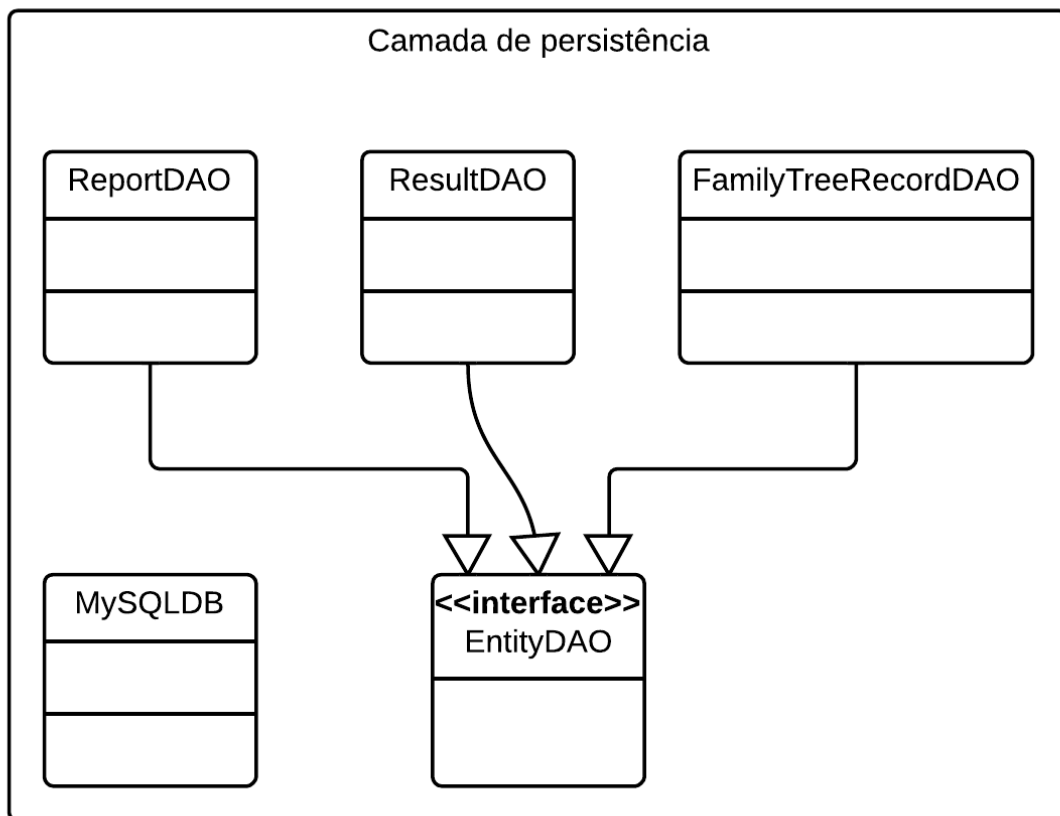 Camada de persistência
ReportDAO
ResultDAO
FamilyTreeRecordDAO
MySQLDB
<<interface>>
EntityDAO